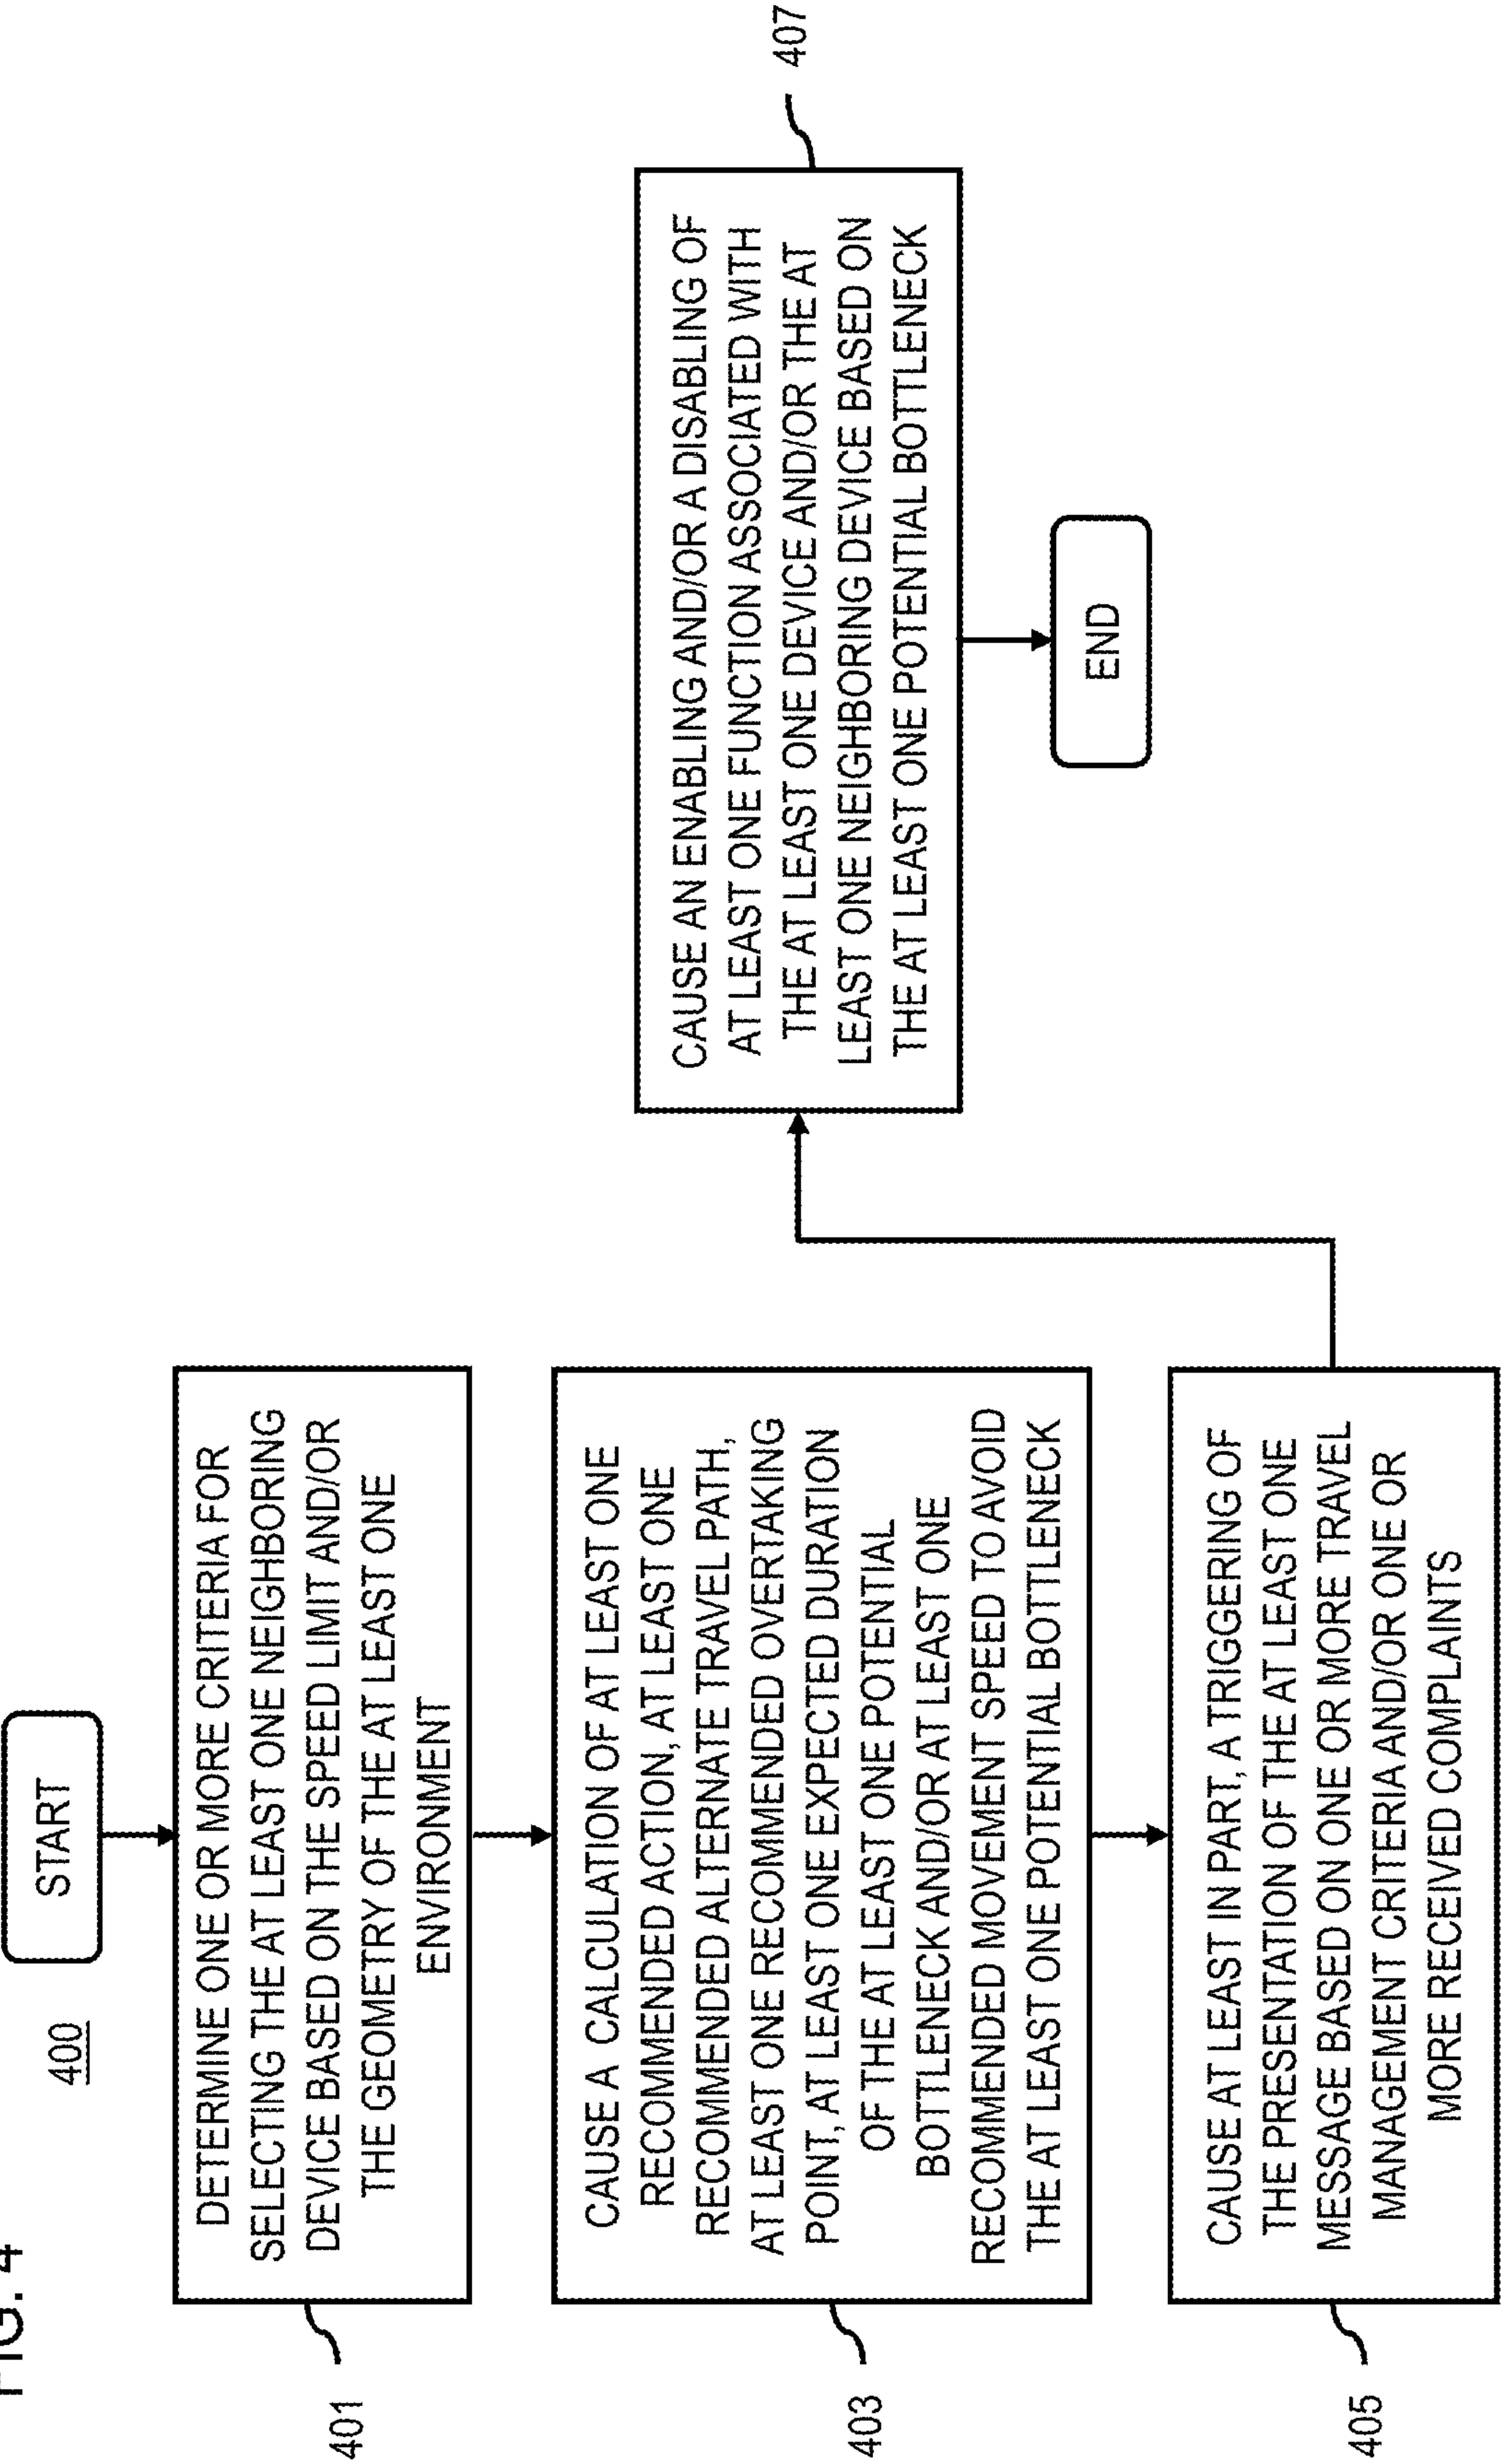 FIG. 4
400
START
DETERMINE ONE OR MORE CRITERIA FOR
SELECTING THE AT LEAST ONE NEIGHBORING
DEVICE BASED ON THE SPEED LIMIT AND/OR
THE GEOMETRY OF THE AT LEAST ONE
ENVIRONMENT
401
CAUSE A CALCULATION OF AT LEAST ONE
RECOMMENDED ACTION, AT LEAST ONE
RECOMMENDED ALTERNATE TRAVEL PATH,
AT LEAST ONE RECOMMENDED OVERTAKING
POINT, AT LEAST ONE EXPECTED DURATION
OF THE AT LEAST ONE POTENTIAL
BOTTLENECK AND/OR AT LEAST ONE
RECOMMENDED MOVEMENT SPEED TO AVOID
THE AT LEAST ONE POTENTIAL BOTTLENECK
403
CAUSE AT LEAST IN PART, A TRIGGERING OF
THE PRESENTATION OF THE AT LEAST ONE
MESSAGE BASED ON ONE OR MORE TRAVEL
MANAGEMENT CRITERIA AND/OR ONE OR
MORE RECEIVED COMPLAINTS
405
CAUSE AN ENABLING AND/OR A DISABLING OF
AT LEAST ONE FUNCTION ASSOCIATED WITH
THE AT LEAST ONE DEVICE AND/OR THE AT
LEAST ONE NEIGHBORING DEVICE BASED ON
THE AT LEAST ONE POTENTIAL BOTTLENECK
407
END